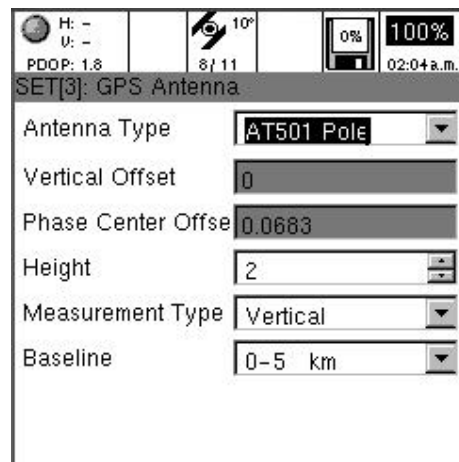 H: -
V: -
PDOP: 1.8
10°
8/11
0%
100%
02:04a.m.
SET[3]: GPS Antenna
Antenna Type AT501 Pole
Vertical Offset 0
Phase Center Offse 0.0683
Height 2
Measurement Type Vertical
Baseline 0-5 km